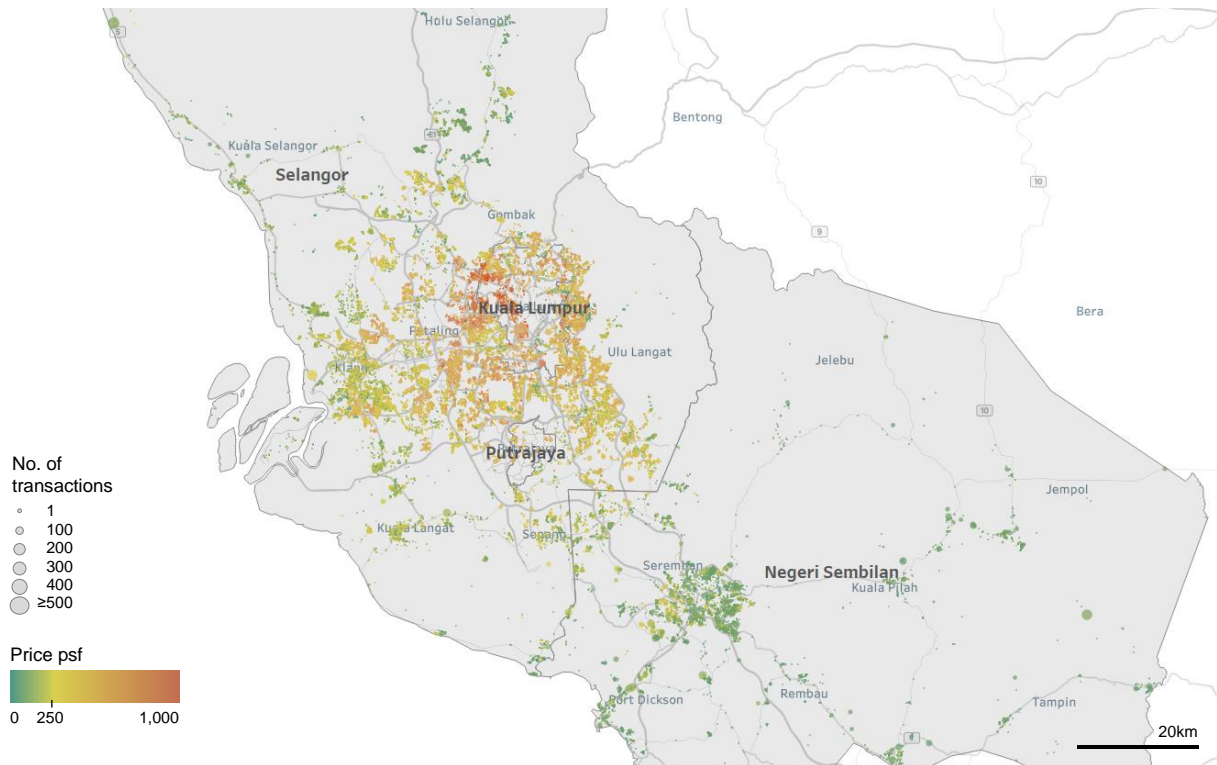 Hulu Selangor
5
Bentong
E1
Kuala Selangor
Selangor
10
Gombak
9
Kuala Lumpur
Bera
Petaling
Ulu Langat
Jelebu
Klang
10
Putrajaya
No. of
transactions
1
100
200
300
400
≥500
Jempol
Kuala Langat
Sepang
Seremban
Negeri Sembilan
Kuala Pilah
Price psf
0 250 1,000
Port Dickson
Rembau
Tampin
20km